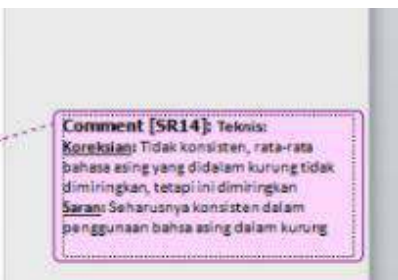 Comment [SR14]: Teknis:
Koreksian: Tidak konsisten, rata-rata
bahasa asing yang didalam kurung tidak
dimiringkan, tetapi ini dimiringkan
Saran: Seharusnya konsisten dalam
penggunaan bahsa asing dalam kurung